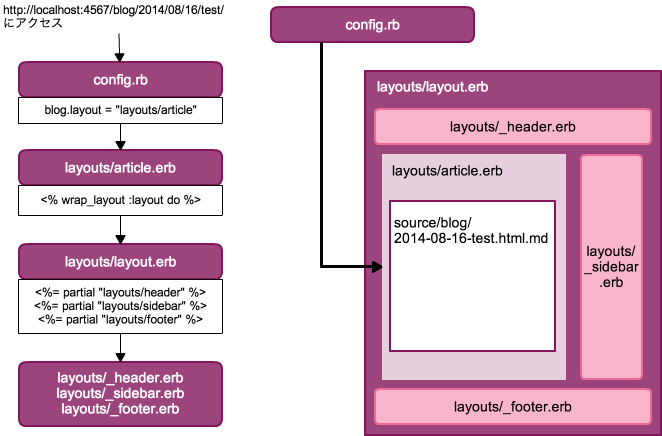 http://localhost:4567/blog/2014/08/16/test/
にアクセス
config.rb
blog.layout = "layouts/article"
layouts/article.erb
<% wrap_layout :layout do %>
layouts/layout.erb
<%= partial "layouts/header" %>
<%= partial "layouts/sidebar" %>
<%= partial "layouts/footer" %>
layouts/_header.erb
layouts/_sidebar.erb
layouts/_footer.erb
config.rb
layouts/layout.erb
layouts/_header.erb
layouts/article.erb
source/blog/
2014-08-16-test.html.md
layouts/
_sidebar
.erb
layouts/_footer.erb